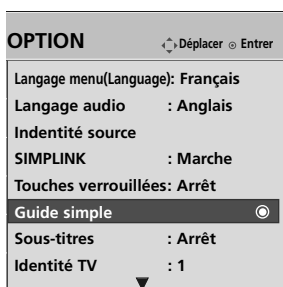 OPTION Déplacer Entrer
Langage menu(Language): Français
Langage audio : Anglais
Indentité source
SIMPLINK : Marche
Touches verrouillées: Arrêt
Guide simple
Sous-titres : Arrêt
Identité TV : 1